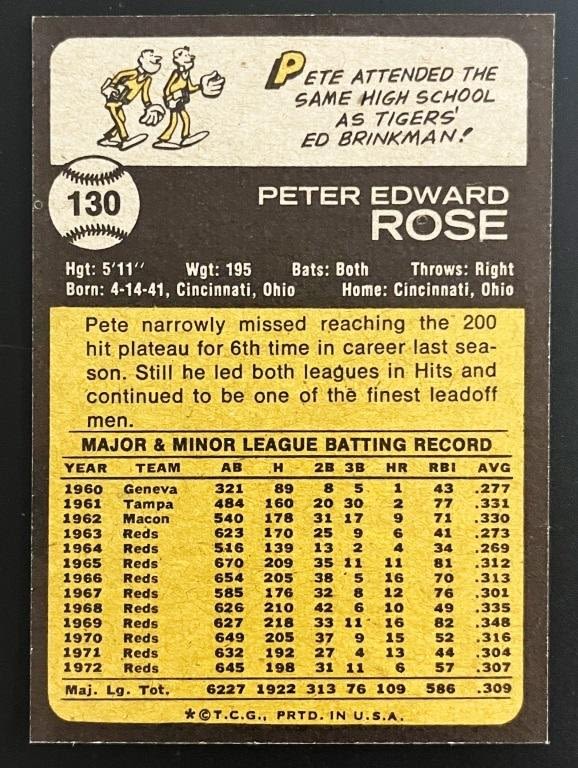 PETE ATTENDED THE
SAME HIGH SCHOOL
AS TIGERS'
ED BRINKMAN!
130
PETER EDWARD
ROSE
Hgt: 5'11" Wgt: 195 Bats: Both Throws: Right
Born: 4-14-41, Cincinnati, Ohio Home: Cincinnati, Ohio
Pete narrowly missed reaching the 200
hit plateau for 6th time in career last sea-
son. Still he led both leagues in Hits and
continued to be one of the finest leadoff
men.
MAJOR & MINOR LEAGUE BATTING RECORD
YEAR TEAM AB H 2B 3B HR RBI AVG
1960 Geneva 321 89 8 5 1 43 .277
1961 Tampa 484 160 20 30 2 77 .331
1962 Macon 540 178 31 17 9 71 .330
1963 Reds 623 170 25 9 6 41 .273
1964 Reds 516 139 13 2 4 34 .269
1965 Reds 670 209 35 11 11 81 .312
1966 Reds 654 205 38 5 16 70 .313
1967 Reds 585 176 32 8 12 76 .301
1968 Reds 626 210 42 6 10 49 .335
1969 Reds 627 218 33 11 16 82 .348
1970 Reds 649 205 37 9 15 52 .316
1971 Reds 632 192 27 4 13 44 .304
1972 Reds 645 198 31 11 6 57 .307
Maj. Lg. Tot. 6227 1922 313 76 109 586 .309
*©T.C.G., PRTD. IN U.S.A.